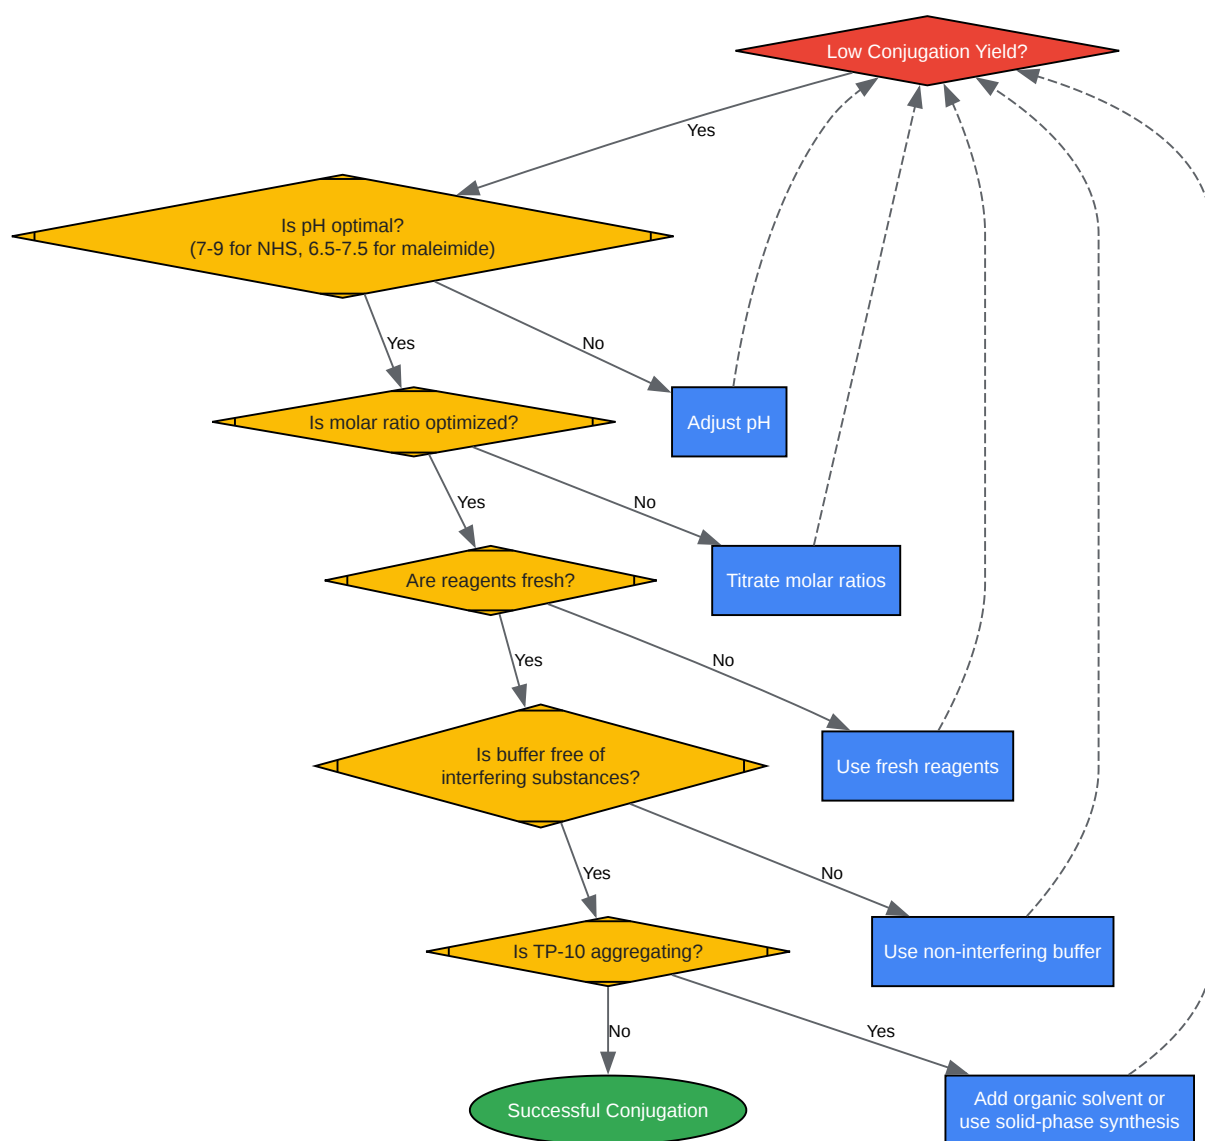 Low Conjugation Yield?
Yes
Is pH optimal?
(7-9 for NHS, 6.5-7.5 for maleimide)
Yes
No
Is molar ratio optimized?
Adjust pH
Yes
No
Are reagents fresh?
Titrate molar ratios
Yes
No
Is buffer free of
interfering substances?
Use fresh reagents
Yes
No
Is TP-10 aggregating?
Use non-interfering buffer
No
Yes
Successful Conjugation
Add organic solvent or
use solid-phase synthesis